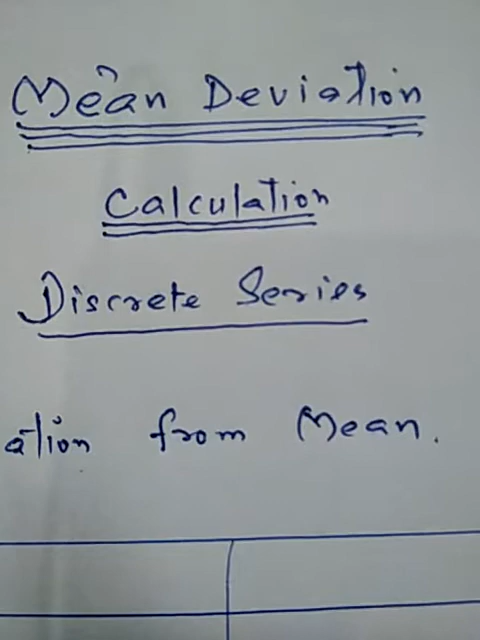 Mean Deviation
Calculation
Discrete Series
ation from Mean.